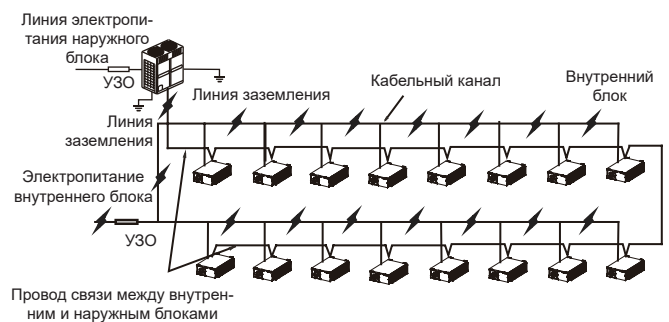 Линия электропи-
тания наружного
блока
УЗО
Линия заземления
Кабельный канал
Внутренний
блок
Линия
заземления
Электропитание
внутреннего блока
УЗО
Провод связи между внутрен-
ним и наружным блоками